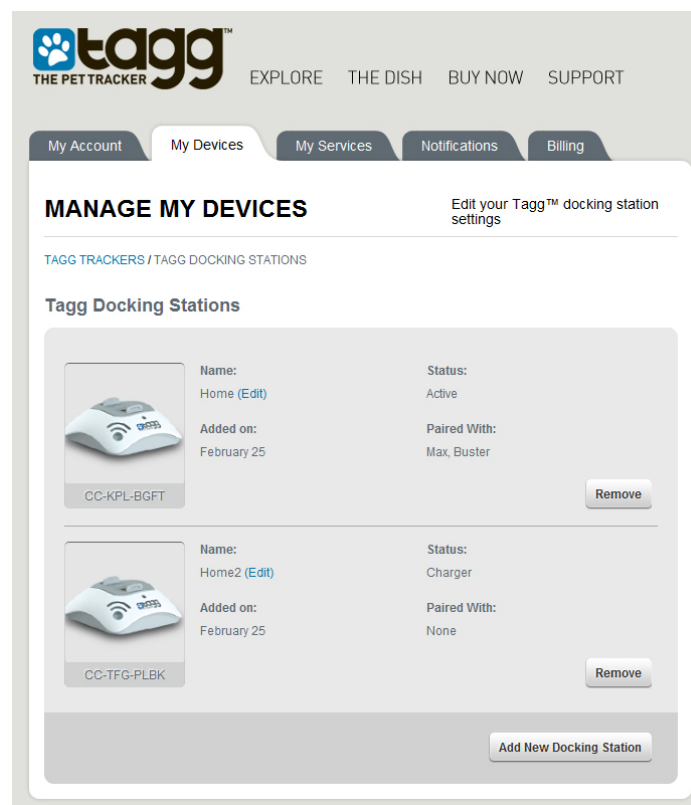 tagg™
THE PET TRACKER
EXPLORE THE DISH BUY NOW SUPPORT
My Account My Devices My Services Notifications Billing
MANAGE MY DEVICES
Edit your Tagg™ docking station
settings
TAGG TRACKERS / TAGG DOCKING STATIONS
Tagg Docking Stations
Name:
Home (Edit)
Status:
Active
Added on:
February 25
Paired With:
Max, Buster
tagg
CC-KPL-BGFT
Remove
Name:
Home2 (Edit)
Status:
Charger
Added on:
February 25
Paired With:
None
tagg
CC-TFG-PLBK
Remove
Add New Docking Station